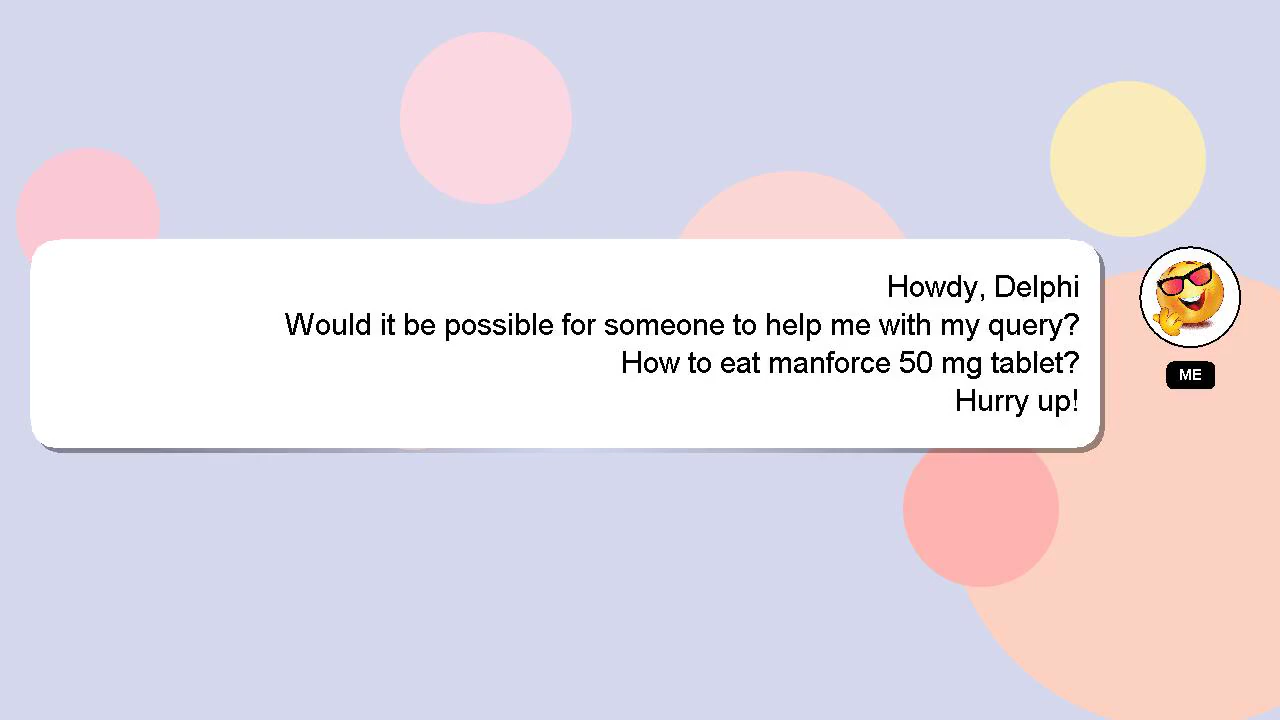 Howdy, Delphi
Would it be possible for someone to help me with my query?
How to eat manforce 50 mg tablet?
Hurry up!
ME